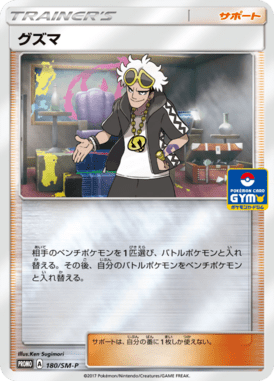 TRAINER'S
サポート
グズマ
POKÉMON CARD
GYM
ポケモンカードジム
相手のベンチポケモンを1匹選び、バトルポケモンと入れ
替える。その後、自分のバトルポケモンをベンチポケモン
と入れ替える。
Illus.Ken Sugimori
PROMO A 180/SM-P
サポートは、自分の番に1枚しか使えない。
©2017 Pokémon/Nintendo/Creatures/GAME FREAK.